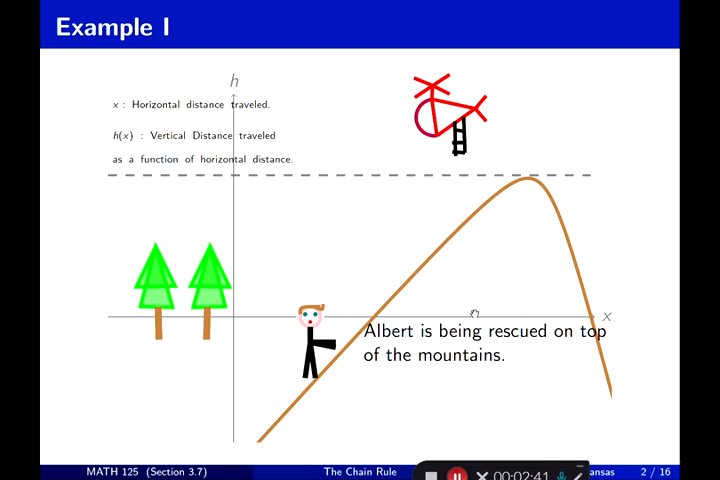 Example I
h
x : Horizontal distance traveled.
h(x) : Vertical Distance traveled
as a function of horizontal distance.
x
Albert is being rescued on top
of the mountains.
MATH 125 (Section 3.7)
The Chain Rule
ansas
2 / 16
00:02:41